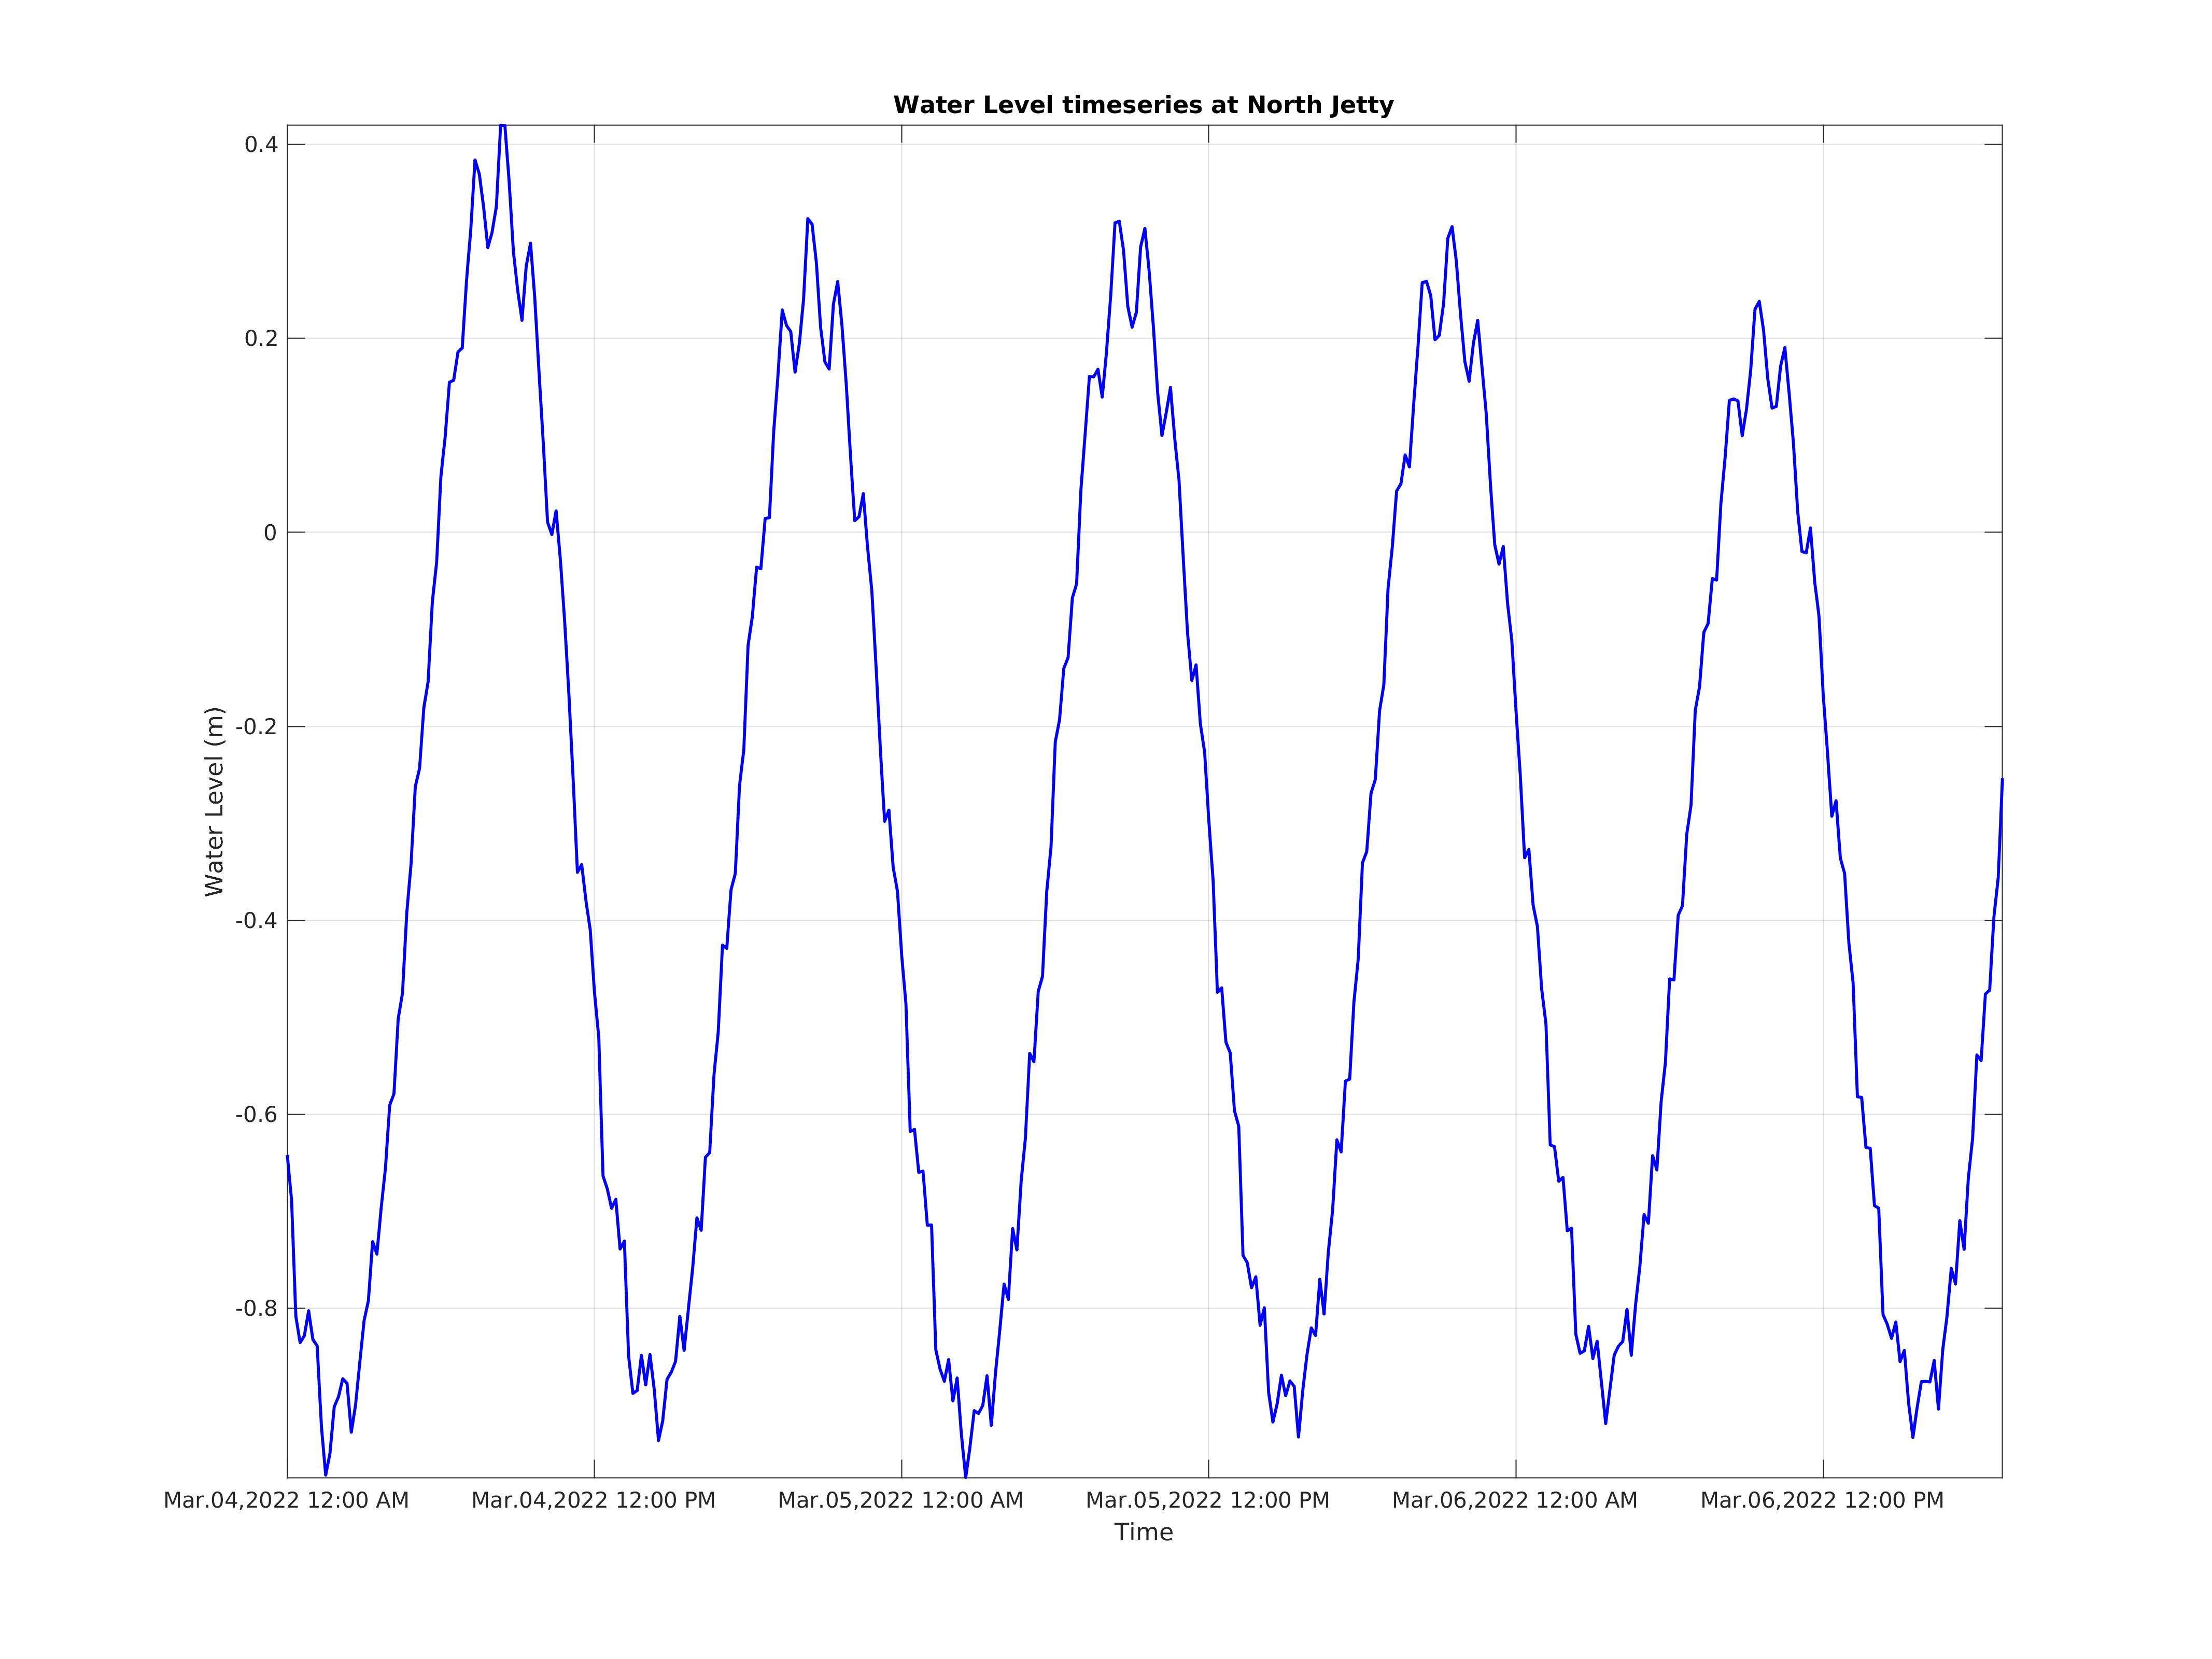 Water Level timeseries at North Jetty
0.4
0.2
0
-0.2
-0.4
-0.6
-0.8
Water Level (m)
Mar.04,2022 12:00 AM Mar.04,2022 12:00 PM Mar.05,2022 12:00 AM Mar.05,2022 12:00 PM Mar.06,2022 12:00 AM Mar.06,2022 12:00 PM
Time